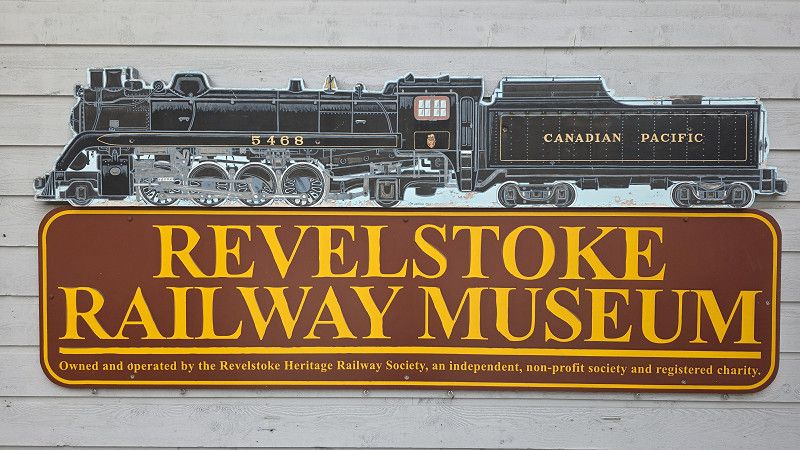 5468
CANADIAN PACIFIC
REVELSTOKE
RAILWAY MUSEUM
Owned and operated by the Revelstoke Heritage Railway Society, an independent, non-profit society and registered charity.